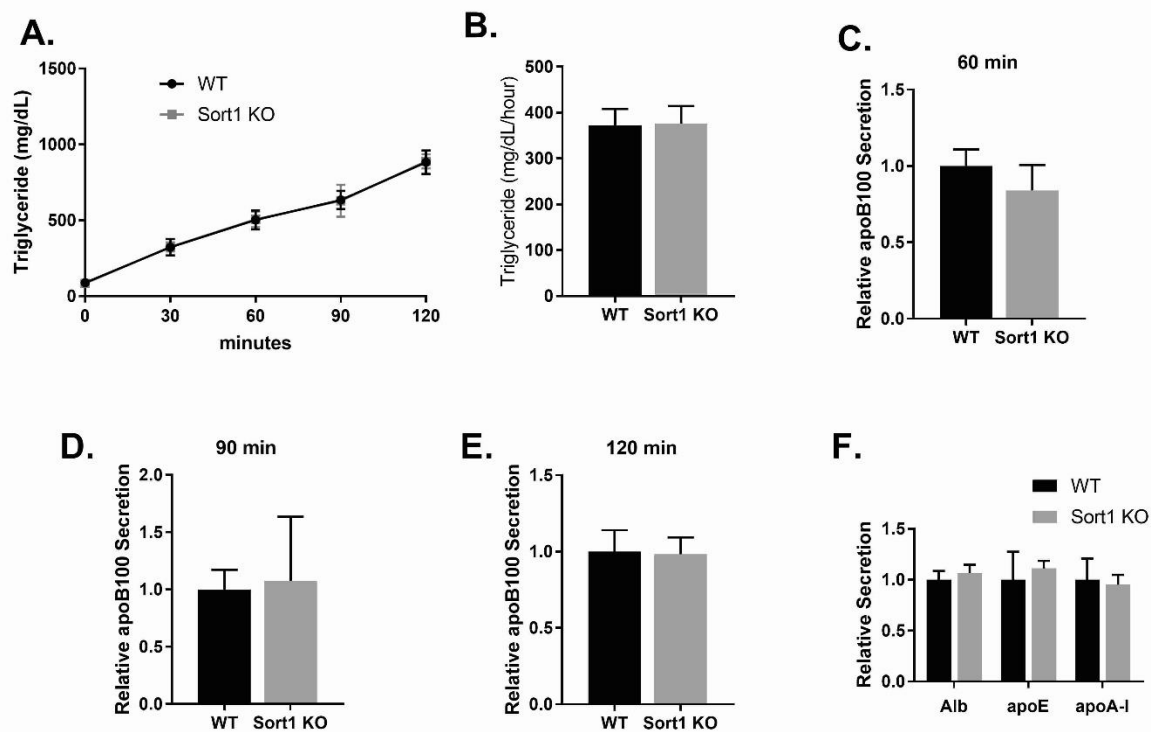 A.
Triglyceride (mg/dL)
1500
1000
500
0
0 30 60 90 120
minutes
WT
Sort1 KO
B.
Triglyceride (mg/dL/hour)
500
400
300
200
100
0
WT Sort1 KO
C.
60 min
Relative apoB100 Secretion
1.5
1.0
0.5
0.0
WT Sort1 KO
D.
90 min
Relative apoB100 Secretion
2.0
1.5
1.0
0.5
0.0
WT Sort1 KO
E.
120 min
Relative apoB100 Secretion
1.5
1.0
0.5
0.0
WT Sort1 KO
F.
WT
Sort1 KO
Relative Secretion
1.5
1.0
0.5
0.0
Alb apoE apoA-I